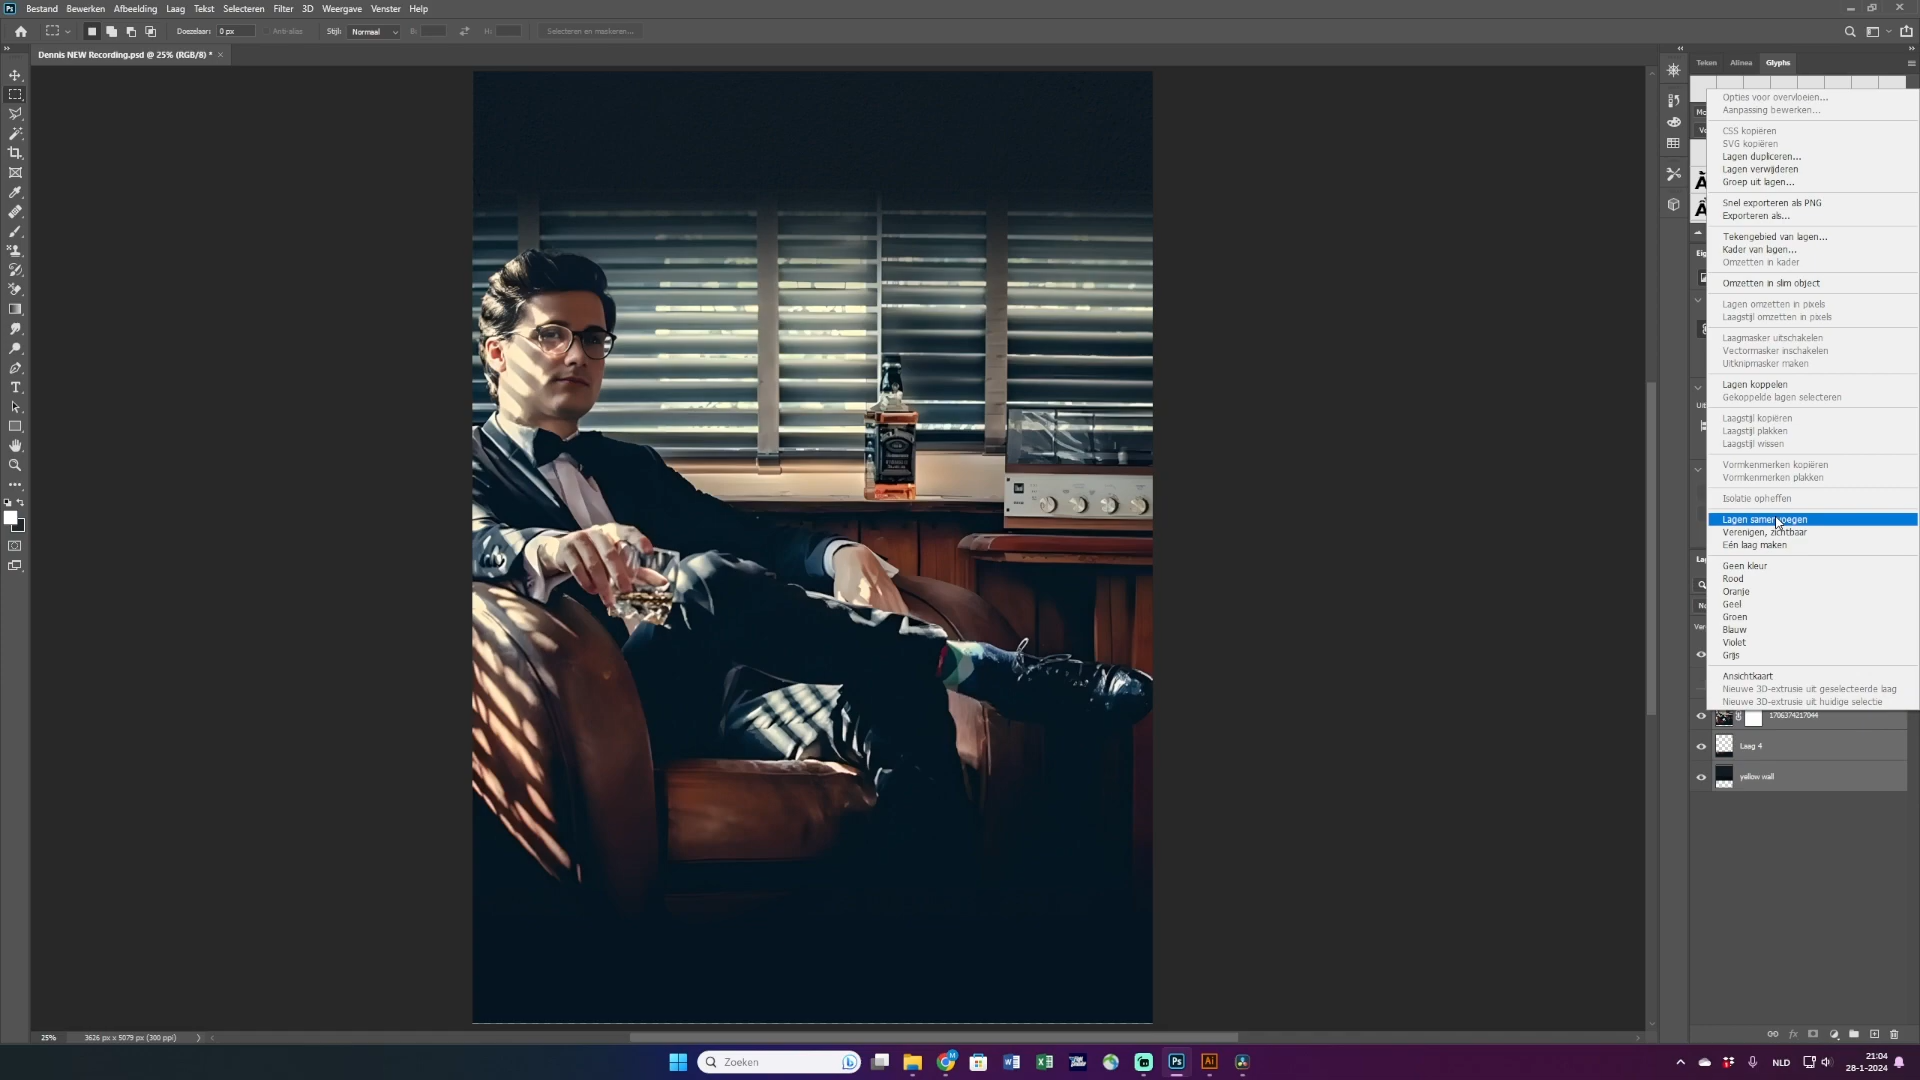 Ps Bestand Bewerken Afbeelding Laag Tekst Selecteren Filter 3D Weergave Venster Help
Doezelaar: 0 px Anti-alias Stijl: Normaal B: H: Selecteren en maskeren...
Dennis NEW Recording.psd @ 25% (RGB/8) *
Teken Alinea Glyphs
Opties voor overvloeien...
Aanpassing bewerken...
CSS kopiëren
SVG kopiëren
Lagen dupliceren...
Lagen verwijderen
Groep uit lagen...
Snel exporteren als PNG
Exporteren als...
Tekengebied van lagen...
Kader van lagen...
Omzetten in kader
Omzetten in slim object
Lagen omzetten in pixels
Laagstijl omzetten in pixels
Laagmasker uitschakelen
Vectormasker inschakelen
Uitknipmasker maken
Lagen koppelen
Gekoppelde lagen selecteren
Laagstijl kopiëren
Laagstijl plakken
Laagstijl wissen
Vormkenmerken kopiëren
Vormkenmerken plakken
Isolatie opheffen
Lagen samenvoegen
Verenigen, zichtbaar
Eén laag maken
Geen kleur
Rood
Oranje
Geel
Groen
Blauw
Violet
Grijs
Ansichtkaart
Nieuwe 3D-extrusie uit geselecteerde laag
Nieuwe 3D-extrusie uit huidige selectie
1706374217044
Laag 4
yellow wall
25% 3626 px x 5079 px (300 ppi)
Zoeken
NLD
21:04
28-1-2024